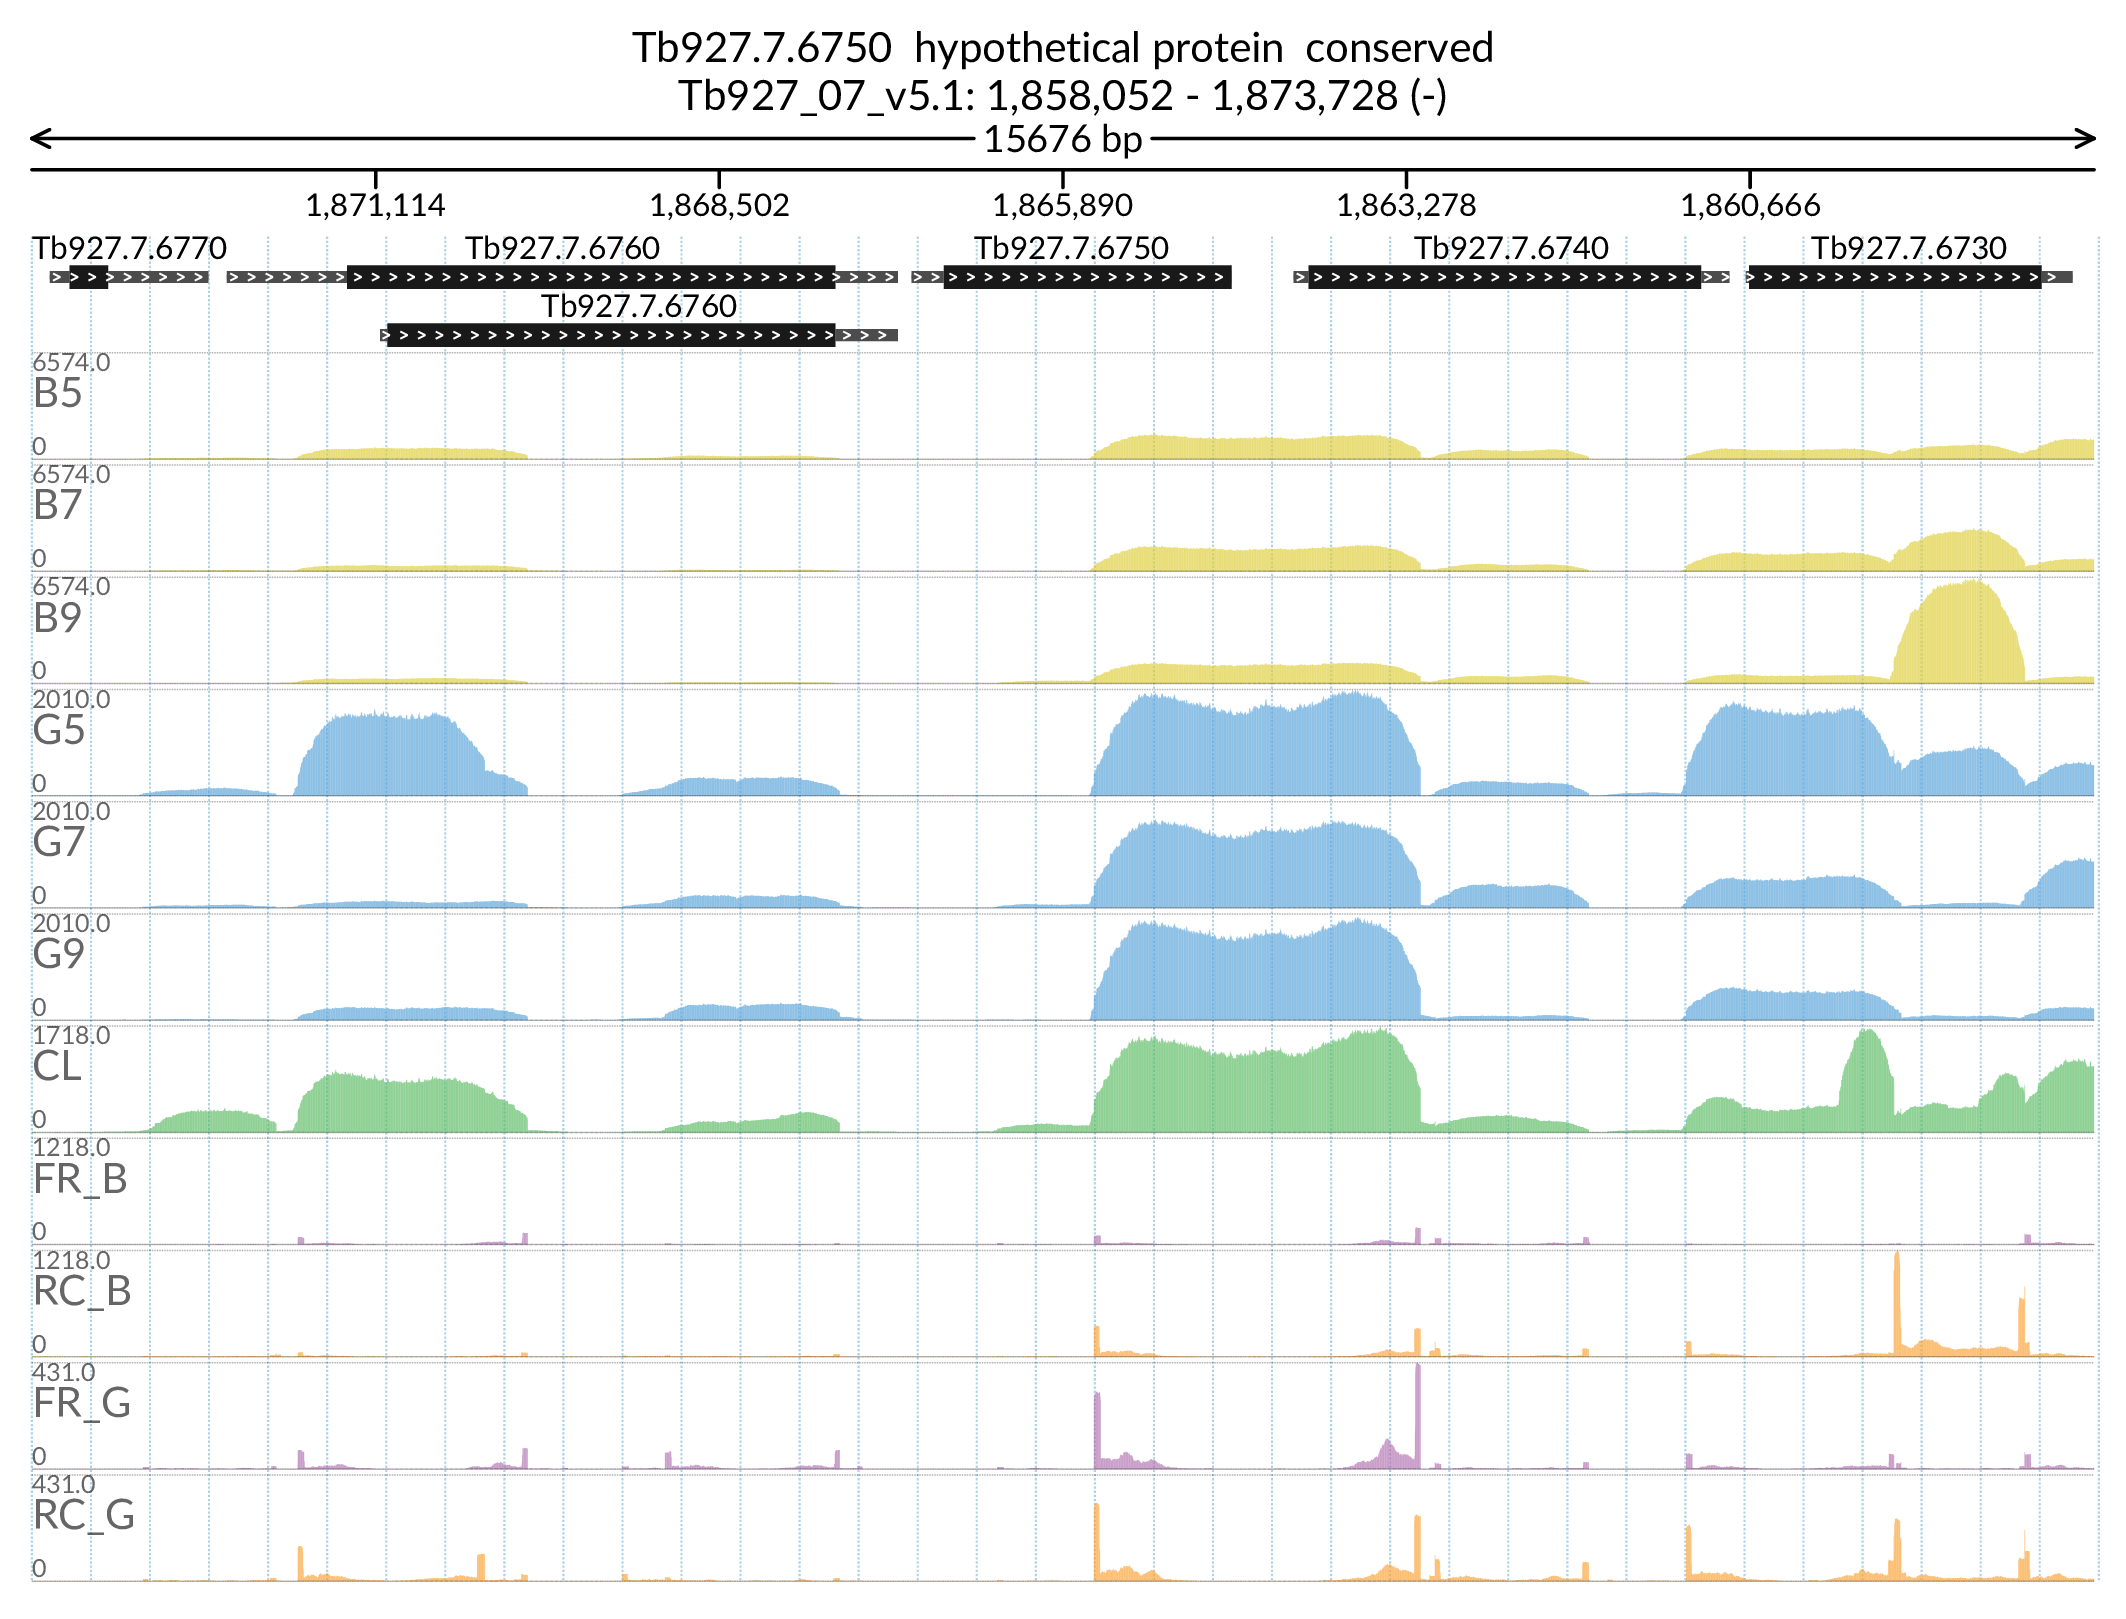 Tb927.7.6750  hypothetical protein  conserved
Tb927_07_v5.1: 1,858,052 - 1,873,728 (-)
15676 bp
1,871,114 1,868,502 1,865,890 1,863,278 1,860,666
Tb927.7.6770 Tb927.7.6760 Tb927.7.6750 Tb927.7.6740 Tb927.7.6730
Tb927.7.6760
6574.0
B5
0
6574.0
B7
0
6574.0
B9
0
2010.0
G5
0
2010.0
G7
0
2010.0
G9
0
1718.0
CL
0
1218.0
FR_B
0
1218.0
RC_B
0
431.0
FR_G
0
431.0
RC_G
0